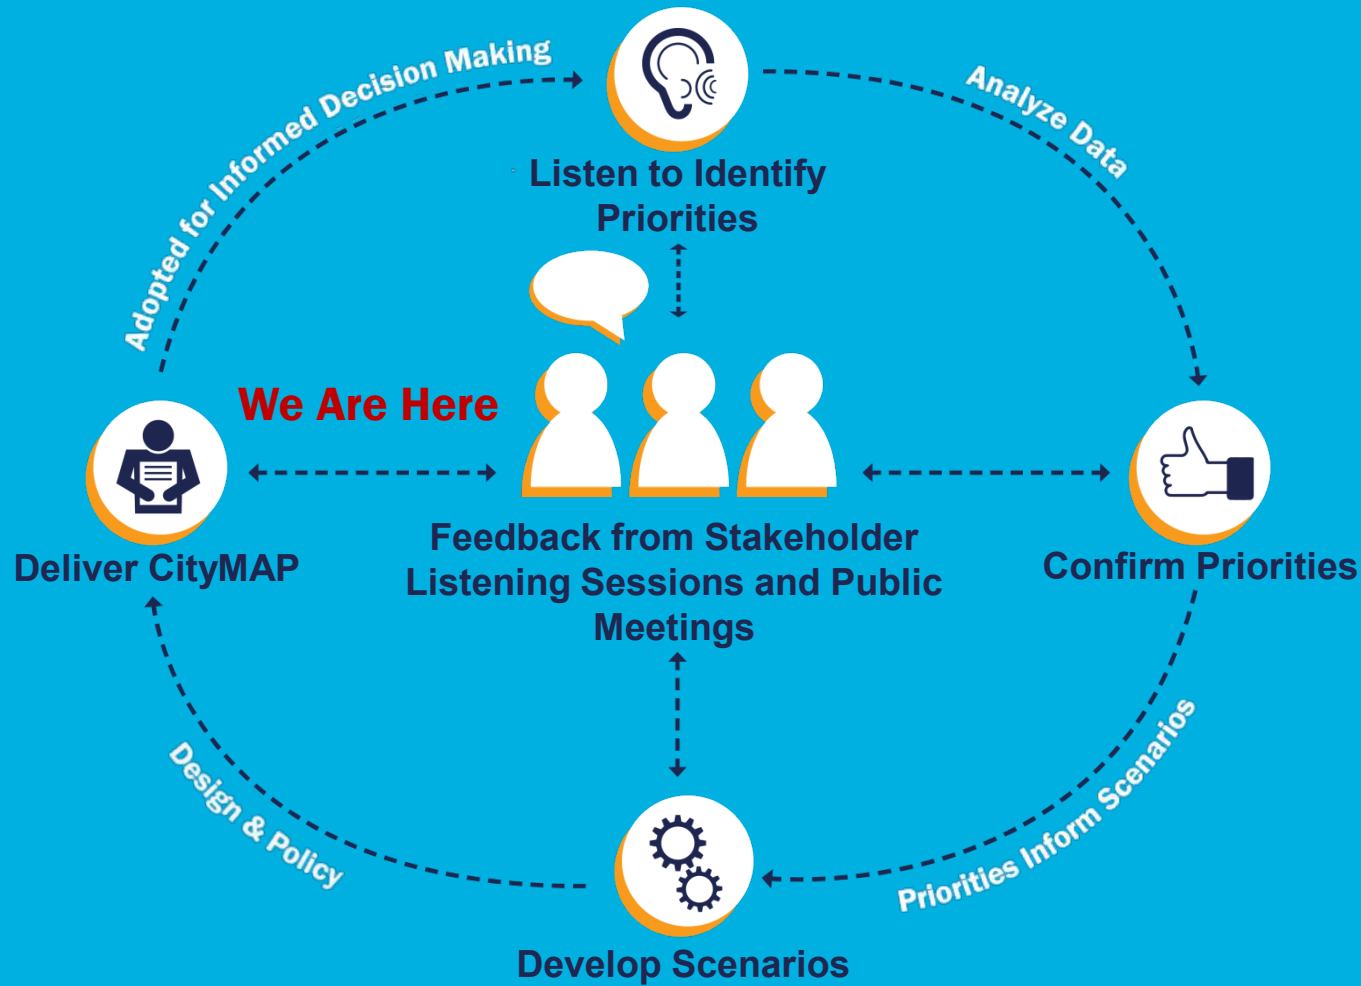 Adopted for Informed Decision Making
Listen to Identify
Priorities
Analyze Data
We Are Here
Deliver CityMAP
Feedback from Stakeholder
Listening Sessions and Public
Meetings
Confirm Priorities
Design & Policy
Priorities Inform Scenarios
Develop Scenarios